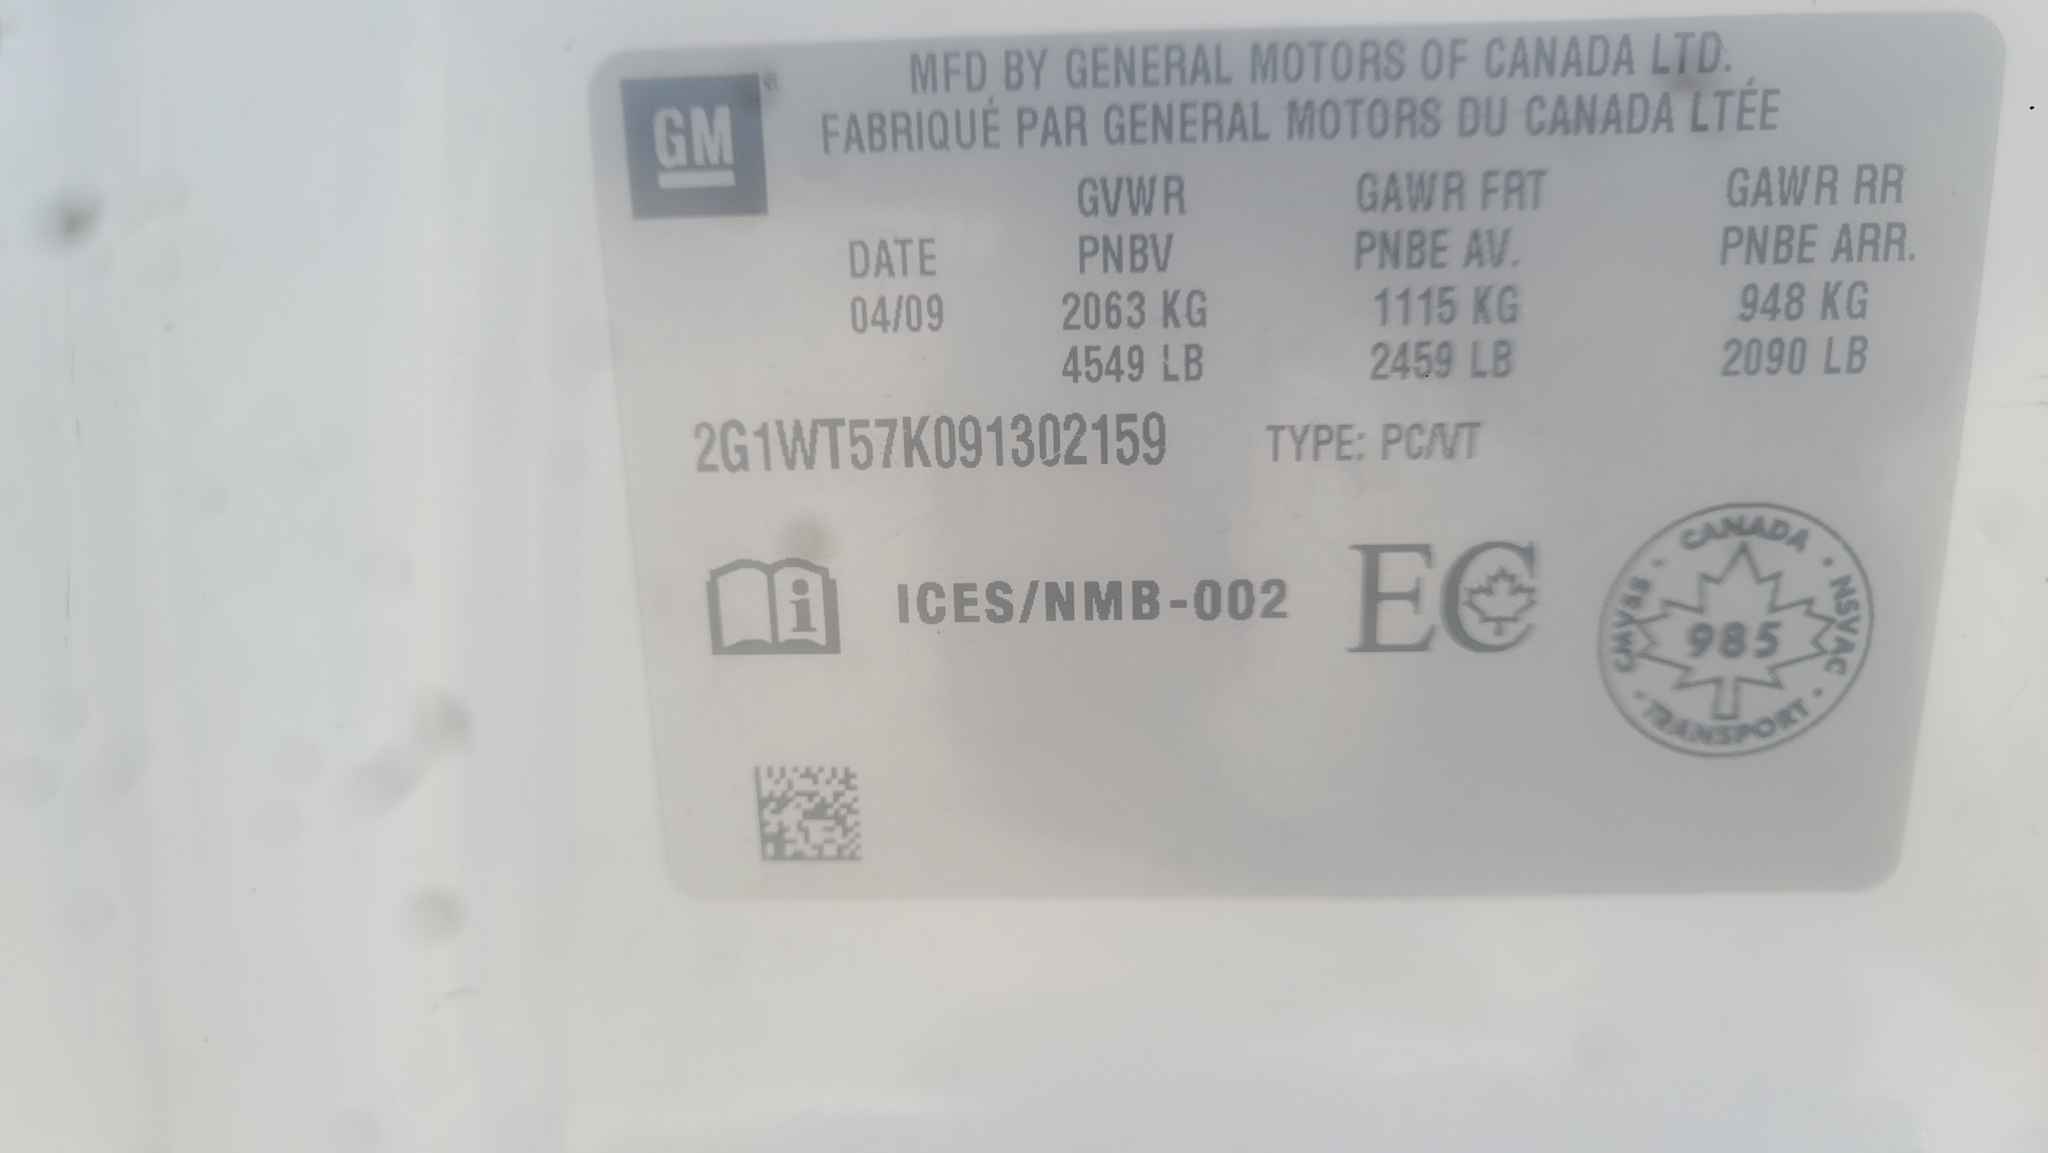 GM
MFD BY GENERAL MOTORS OF CANADA LTD.
FABRIQUÉ PAR GENERAL MOTORS DU CANADA LTÉE
GVWR GAWR FRT GAWR RR
DATE PNBV PNBE AV. PNBE ARR.
04/09 2063 KG 1115 KG 948 KG
4549 LB 2459 LB 2090 LB
2G1WT57K091302159 TYPE: PC/VT
i ICES/NMB-002 EC
CANADA
CMVSS · NSVAC
985
TRANSPORT